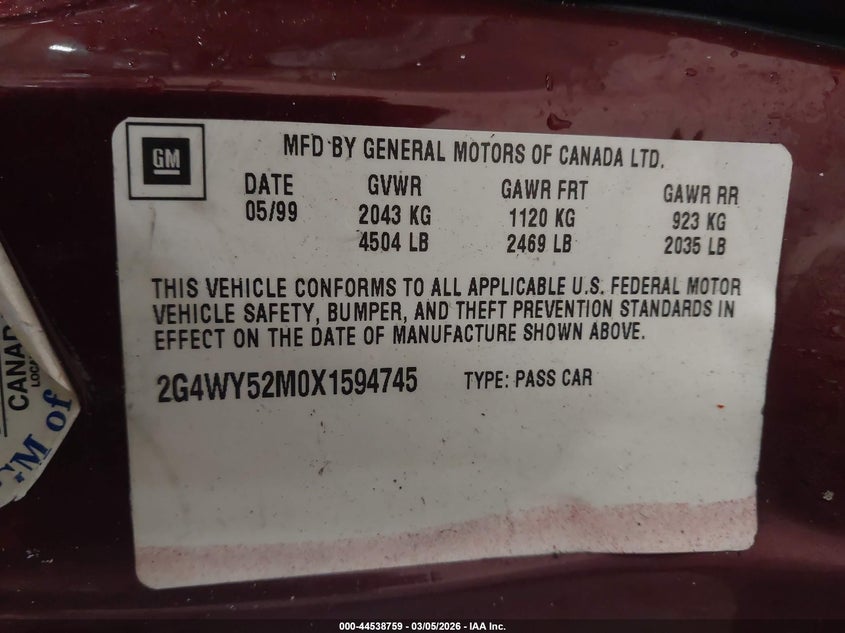 GM
MFD BY GENERAL MOTORS OF CANADA LTD.
DATE GVWR GAWR FRT GAWR RR
05/99 2043 KG 1120 KG 923 KG
4504 LB 2469 LB 2035 LB
THIS VEHICLE CONFORMS TO ALL APPLICABLE U.S. FEDERAL MOTOR
VEHICLE SAFETY, BUMPER, AND THEFT PREVENTION STANDARDS IN
EFFECT ON THE DATE OF MANUFACTURE SHOWN ABOVE.
2G4WY52M0X1594745 TYPE: PASS CAR
CANAD
GM of
000-44538759 - 03/05/2026 - IAA Inc.